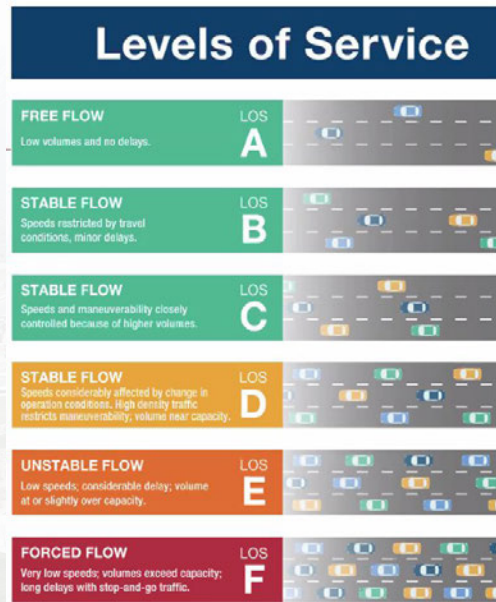 Levels of Service
FREE FLOW
LOS
Low volumes and no delays.
A
STABLE FLOW
LOS
Speeds restricted by travel
conditions, minor delays.
B
STABLE FLOW
LOS
Speeds and maneuverability closely
controlled because of higher volumes.
C
STABLE FLOW
LOS
Speeds considerably affected by change in
operation conditions. High density traffic
restricts maneuverability; volume near capacity.
D
UNSTABLE FLOW
LOS
Low speeds; considerable delay; volume
at or slightly over capacity.
E
FORCED FLOW
LOS
Very low speeds; volumes exceed capacity;
long delays with stop-and-go traffic.
F